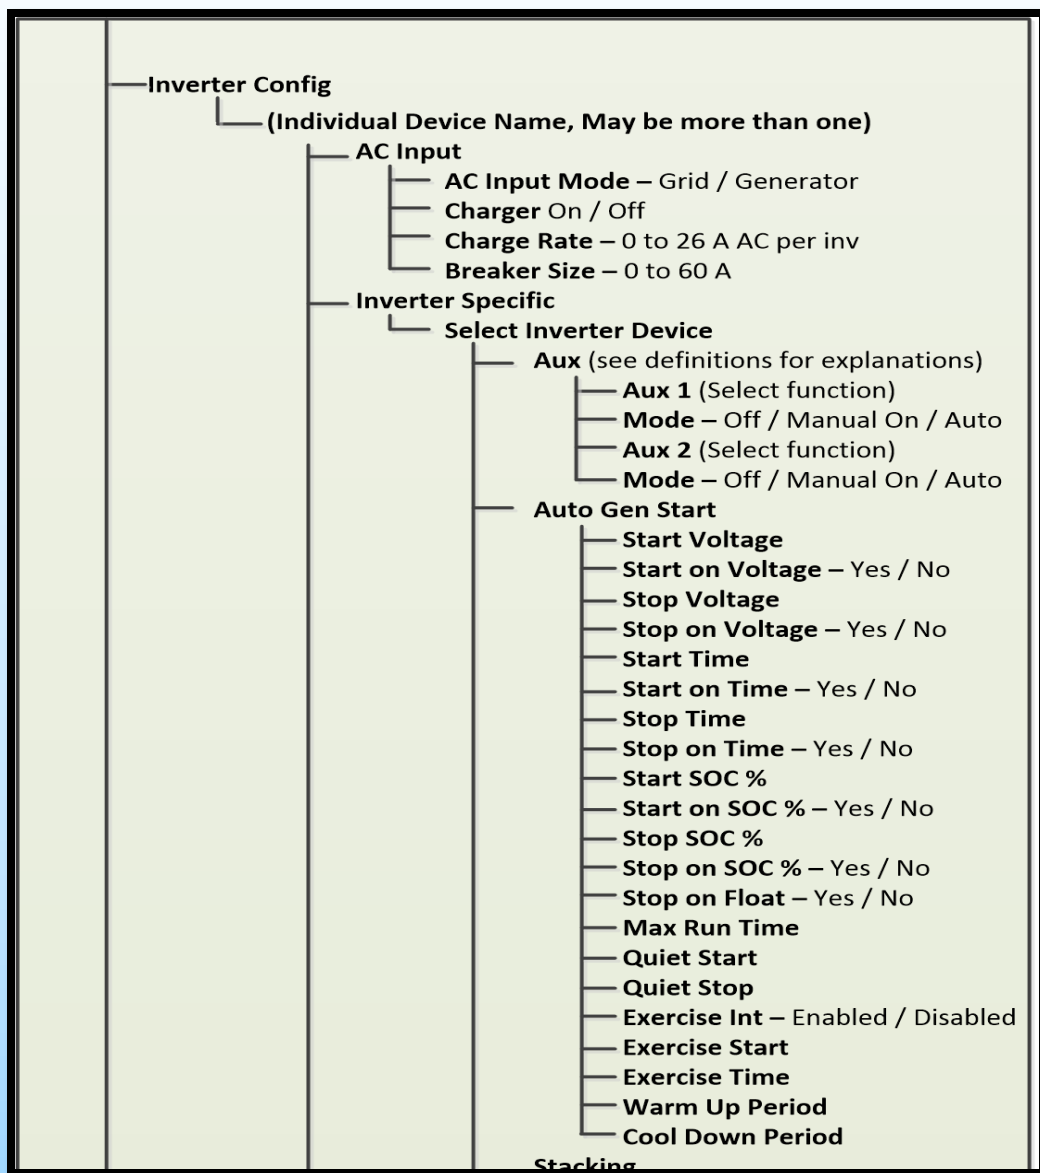 Inverter Config
(Individual Device Name, May be more than one)
AC Input
AC Input Mode – Grid / Generator
Charger On / Off
Charge Rate – 0 to 26 A AC per inv
Breaker Size – 0 to 60 A
Inverter Specific
Select Inverter Device
Aux (see definitions for explanations)
Aux 1 (Select function)
Mode – Off / Manual On / Auto
Aux 2 (Select function)
Mode – Off / Manual On / Auto
Auto Gen Start
Start Voltage
Start on Voltage – Yes / No
Stop Voltage
Stop on Voltage – Yes / No
Start Time
Start on Time – Yes / No
Stop Time
Stop on Time – Yes / No
Start SOC %
Start on SOC % – Yes / No
Stop SOC %
Stop on SOC % – Yes / No
Stop on Float – Yes / No
Max Run Time
Quiet Start
Quiet Stop
Exercise Int – Enabled / Disabled
Exercise Start
Exercise Time
Warm Up Period
Cool Down Period
Stacking